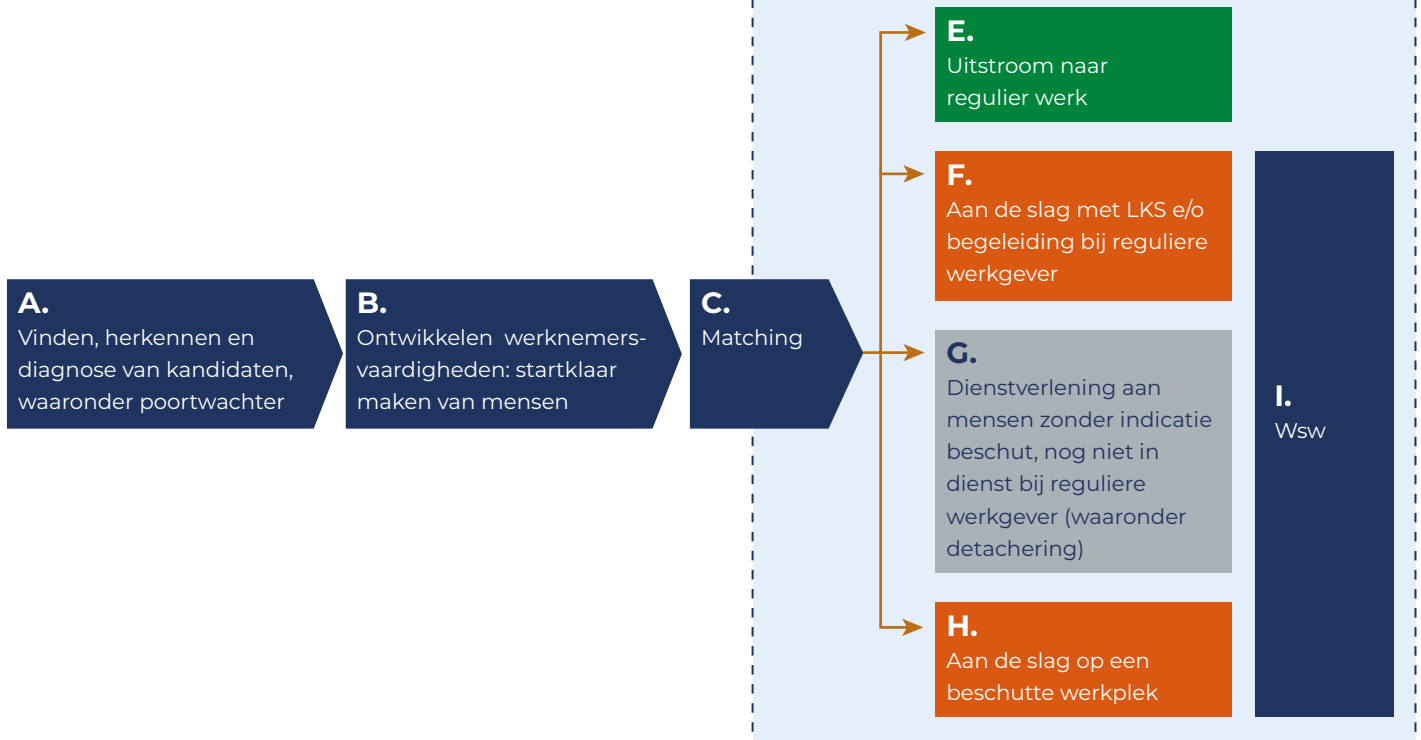 A.
Vinden, herkennen en
diagnose van kandidaten,
waaronder poortwachter
B.
Ontwikkelen werknemers-
vaardigheden: startklaar
maken van mensen
C.
Matching
E.
Uitstroom naar
regulier werk
F.
Aan de slag met LKS e/o
begeleiding bij reguliere
werkgever
G.
Dienstverlening aan
mensen zonder indicatie
beschut, nog niet in
dienst bij reguliere
werkgever (waaronder
detachering)
H.
Aan de slag op een
beschutte werkplek
I.
Wsw